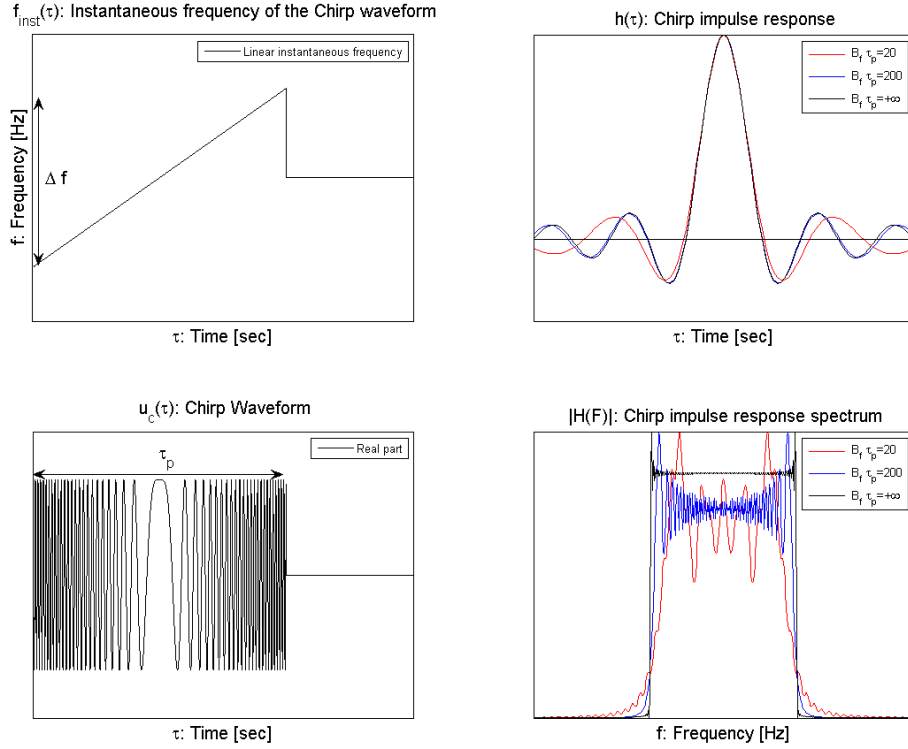 f_inst(τ): Instantaneous frequency of the Chirp waveform
Linear instantaneous frequency
f: Frequency [Hz]
Δ f
τ: Time [sec]
h(τ): Chirp impulse response
B_f τ_p=20
B_f τ_p=200
B_f τ_p=+∞
τ: Time [sec]
u_c(τ): Chirp Waveform
Real part
τ_p
τ: Time [sec]
|H(F)|: Chirp impulse response spectrum
B_f τ_p=20
B_f τ_p=200
B_f τ_p=+∞
f: Frequency [Hz]